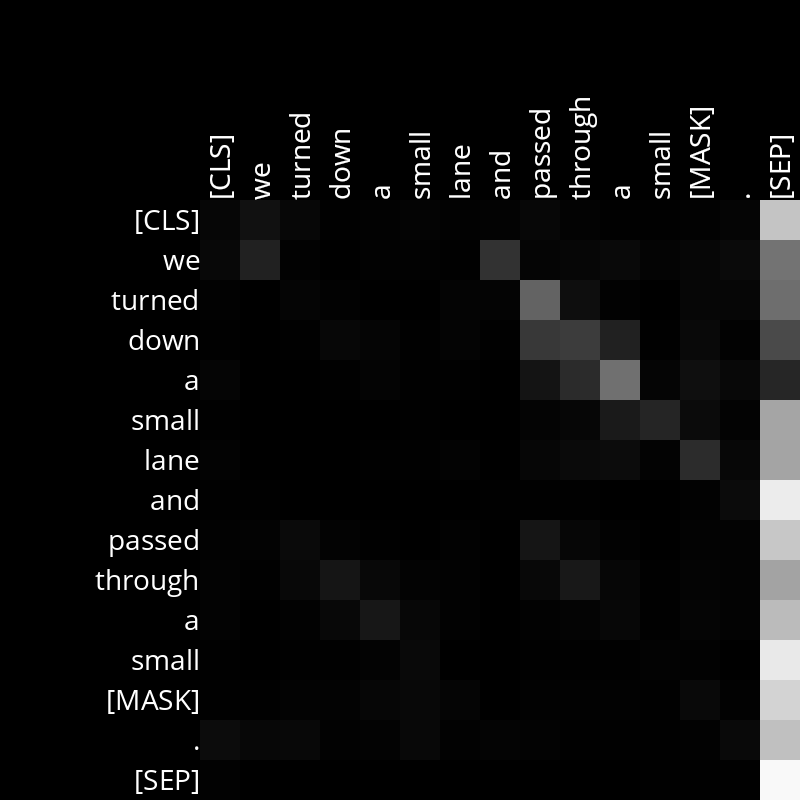 [CLS] we turned down a small lane and passed through a small [MASK] . [SEP]
[CLS]
we
turned
down
a
small
lane
and
passed
through
a
small
[MASK]
.
[SEP]